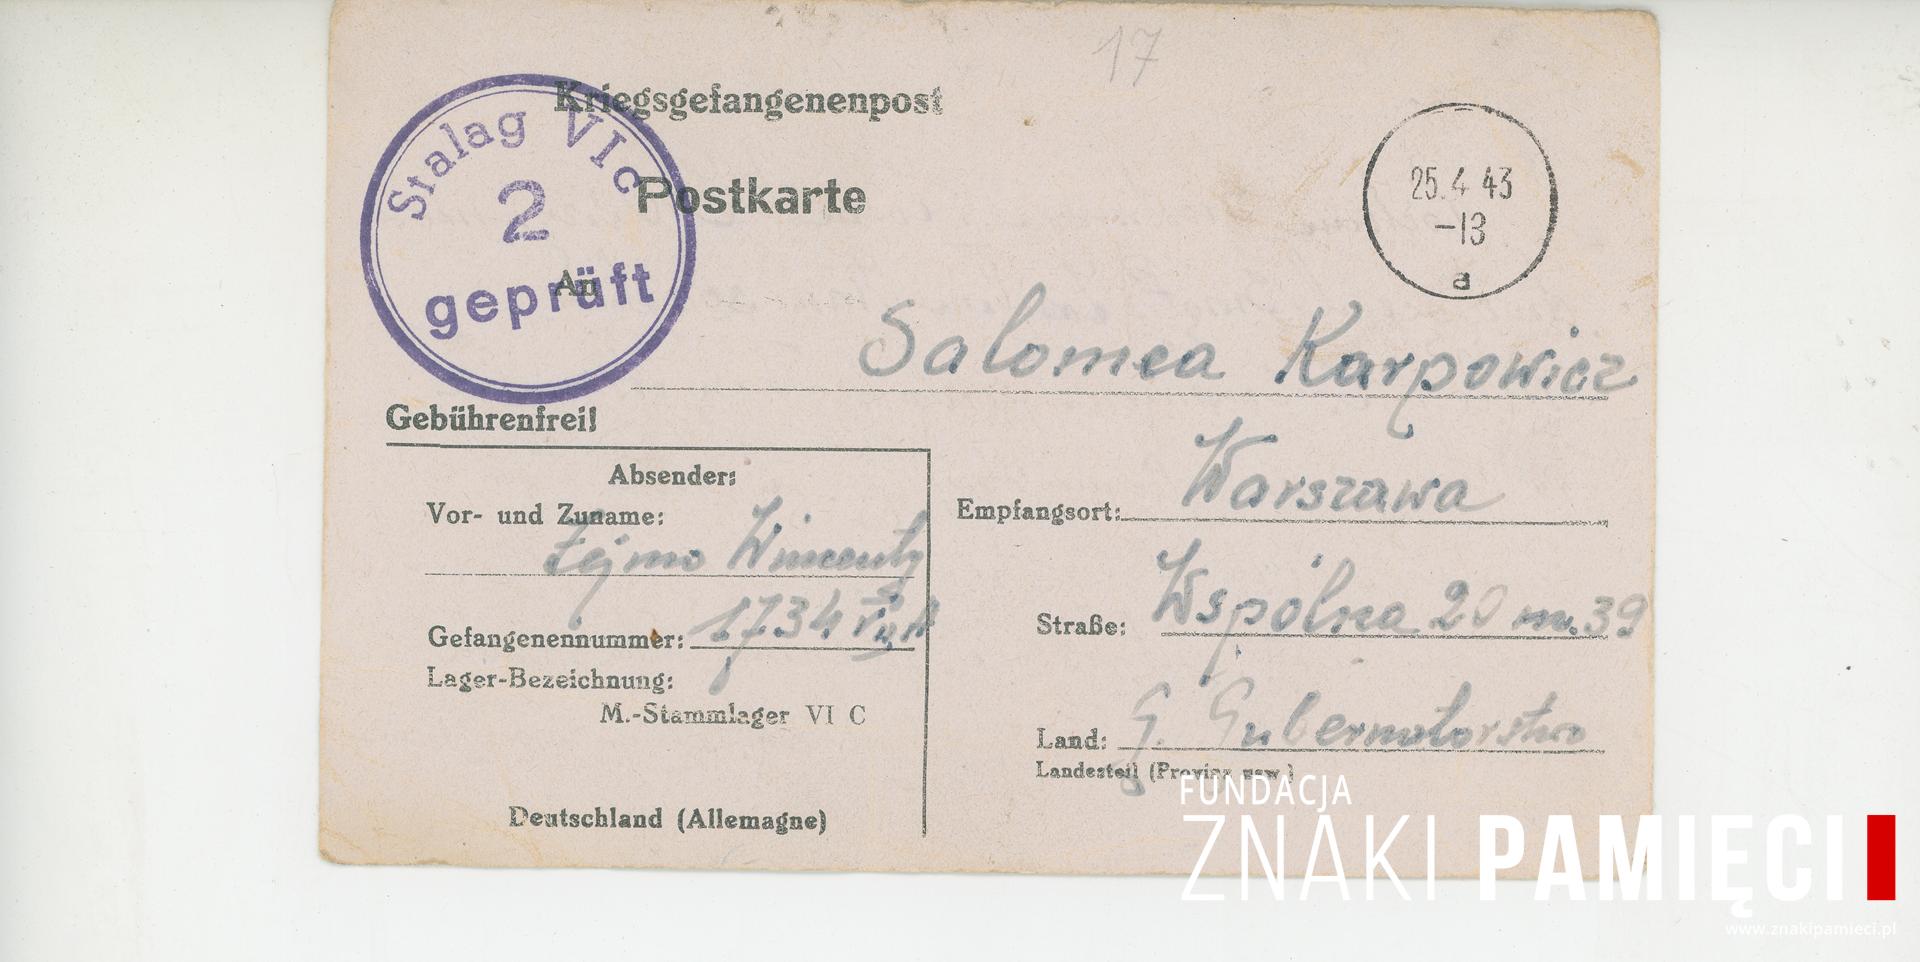 17
Kriegsgefangenenpost
Stalag VI c
2
geprüft
Postkarte
25.4 43
-13
a
An
Salomea Karpowicz
Gebührenfrei!
Absender:
Vor- und Zuname:
Żejmo Wincenty
Gefangenennummer: 1734
Lager-Bezeichnung:
M.-Stammlager VI C
Deutschland (Allemagne)
Empfangsort: Warszawa
Straße: Wspólna 20 m. 39
Land: G. Gubernatorstwo
Landesteil (Provinz usw.)
FUNDACJA
ZNAKI PAMIĘCI
www.znakipamieci.pl